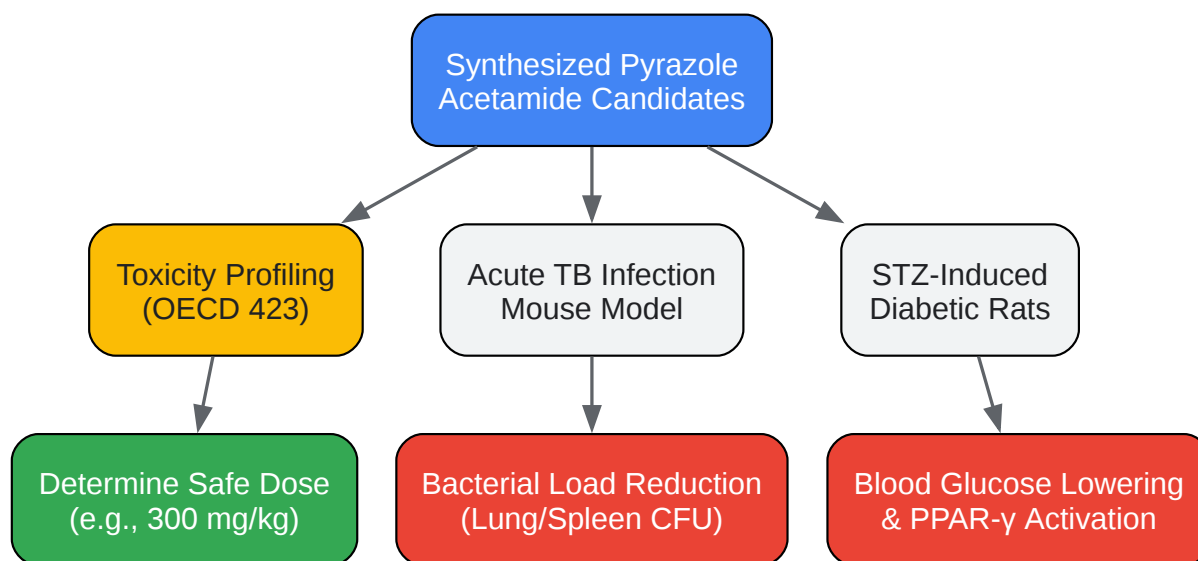 Synthesized Pyrazole
Acetamide Candidates
Toxicity Profiling
(OECD 423)
Acute TB Infection
Mouse Model
STZ-Induced
Diabetic Rats
Determine Safe Dose
(e.g., 300 mg/kg)
Bacterial Load Reduction
(Lung/Spleen CFU)
Blood Glucose Lowering
& PPAR-γ Activation